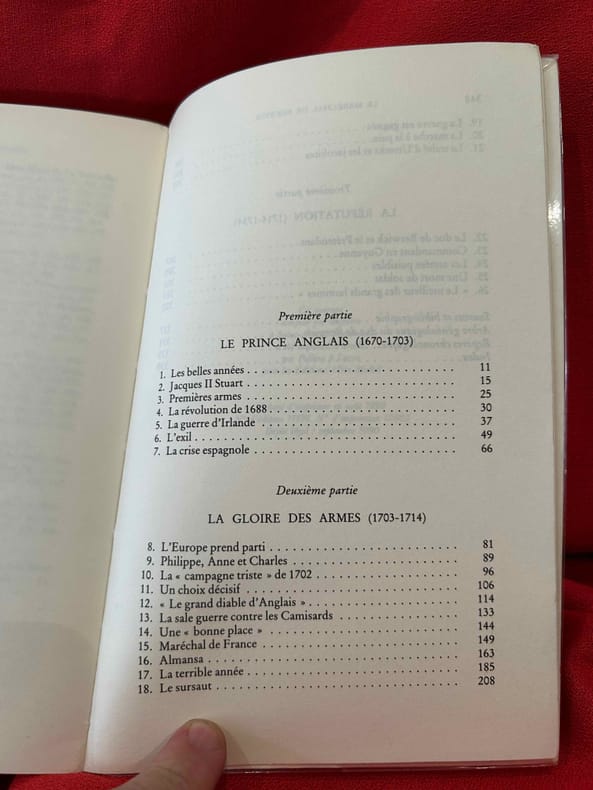 Première partie
LE PRINCE ANGLAIS (1670-1703)
1. Les belles années . . . . . . . . . . . . . . . . . . . . . . . . . . 11
2. Jacques II Stuart . . . . . . . . . . . . . . . . . . . . . . . . . . 15
3. Premières armes . . . . . . . . . . . . . . . . . . . . . . . . . . 25
4. La révolution de 1688 . . . . . . . . . . . . . . . . . . . . . . . 30
5. La guerre d'Irlande . . . . . . . . . . . . . . . . . . . . . . . . 37
6. L'exil . . . . . . . . . . . . . . . . . . . . . . . . . . . . . . . . 49
7. La crise espagnole . . . . . . . . . . . . . . . . . . . . . . . . . 66
Deuxième partie
LA GLOIRE DES ARMES (1703-1714)
8. L'Europe prend parti . . . . . . . . . . . . . . . . . . . . . . . 81
9. Philippe, Anne et Charles . . . . . . . . . . . . . . . . . . . . 89
10. La « campagne triste » de 1702 . . . . . . . . . . . . . . . . . 96
11. Un choix décisif . . . . . . . . . . . . . . . . . . . . . . . . . . 106
12. « Le grand diable d'Anglais » . . . . . . . . . . . . . . . . . . 114
13. La sale guerre contre les Camisards . . . . . . . . . . . . . . 133
14. Une « bonne place » . . . . . . . . . . . . . . . . . . . . . . . 144
15. Maréchal de France . . . . . . . . . . . . . . . . . . . . . . . . 149
16. Almansa . . . . . . . . . . . . . . . . . . . . . . . . . . . . . . 163
17. La terrible année . . . . . . . . . . . . . . . . . . . . . . . . . 185
18. Le sursaut . . . . . . . . . . . . . . . . . . . . . . . . . . . . . 208